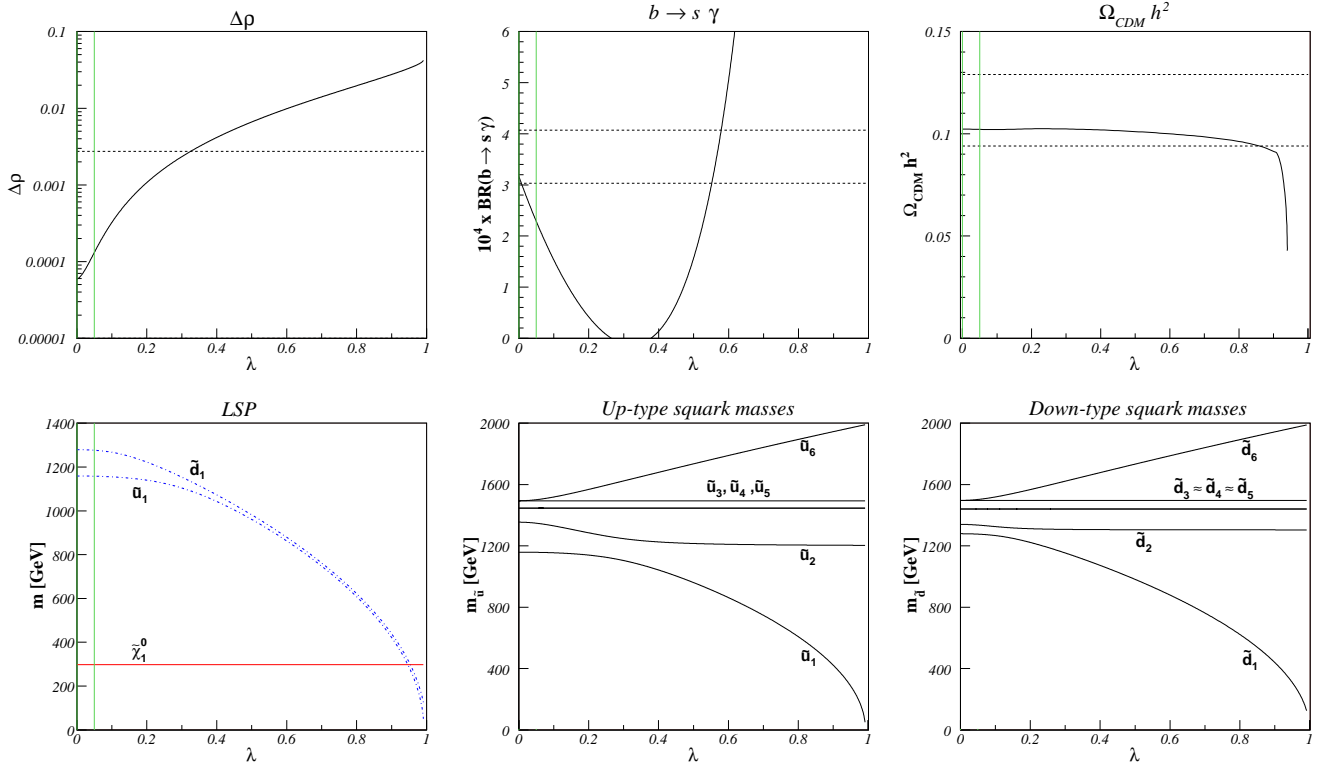 Δρ
0.1
0.01
0.001
0.0001
0.00001
Δρ
0
0.2
0.4
0.6
0.8
1
λ
b → s γ
6
5
4
3
2
1
0
10⁴ x BR(b → s γ)
0
0.2
0.4
0.6
0.8
1
λ
Ω_CDM h²
0.15
0.1
0.05
0
Ω_CDM h²
0
0.2
0.4
0.6
0.8
1
λ
LSP
1400
1200
1000
800
600
400
200
0
m [GeV]
d̃₁
ũ₁
χ̃₁⁰
0
0.2
0.4
0.6
0.8
1
λ
Up-type squark masses
2000
1600
1200
800
400
0
m_ũ [GeV]
ũ₆
ũ₃, ũ₄ ,ũ₅
ũ₂
ũ₁
0
0.2
0.4
0.6
0.8
1
λ
Down-type squark masses
2000
1600
1200
800
400
0
m_d̃ [GeV]
d̃₆
d̃₃ ≈ d̃₄ ≈ d̃₅
d̃₂
d̃₁
0
0.2
0.4
0.6
0.8
1
λ